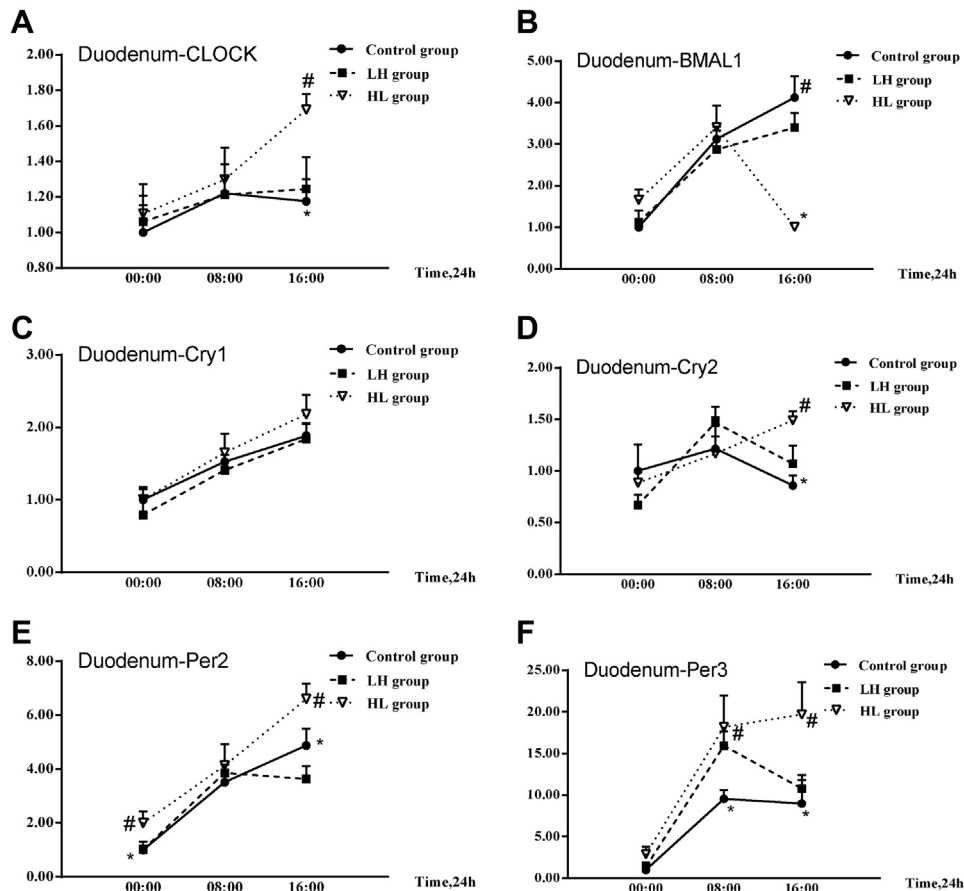 A
Duodenum-CLOCK
Control group
LH group
HL group
2.00
1.80
1.60
1.40
1.20
1.00
0.80
#
*
00:00 08:00 16:00 Time,24h
B
Duodenum-BMAL1
Control group
LH group
HL group
5.00
4.00
3.00
2.00
1.00
0.00
#
*
00:00 08:00 16:00 Time,24h
C
Duodenum-Cry1
Control group
LH group
HL group
3.00
2.00
1.00
0.00
00:00 08:00 16:00 Time,24h
D
Duodenum-Cry2
Control group
LH group
HL group
2.00
1.50
1.00
0.50
0.00
#
*
00:00 08:00 16:00 Time,24h
E
Duodenum-Per2
Control group
LH group
HL group
8.00
6.00
4.00
2.00
0.00
#
*
#
*
00:00 08:00 16:00 Time,24h
F
Duodenum-Per3
Control group
LH group
HL group
25.00
20.00
15.00
10.00
5.00
0.00
#
#
*
*
00:00 08:00 16:00 Time,24h